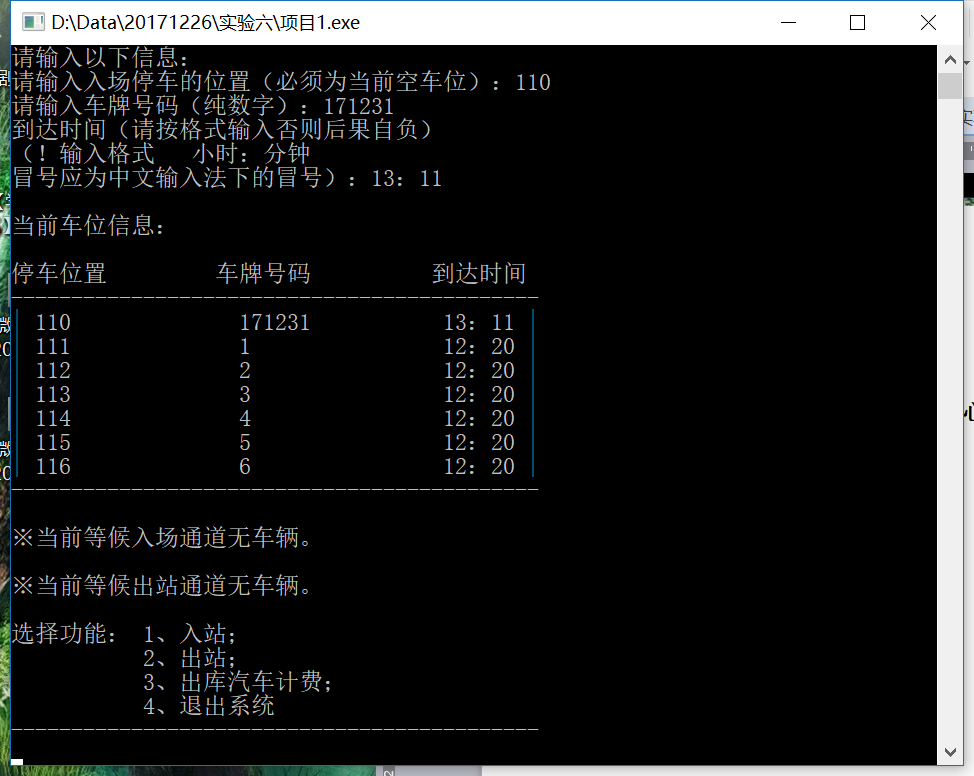 D:\Data\20171226\实验六\项目1.exe
请输入以下信息：
请输入入场停车的位置（必须为当前空车位）：110
请输入车牌号码（纯数字）：171231
到达时间（请按格式输入否则后果自负）
（！输入格式 小时：分钟
冒号应为中文输入法下的冒号）：13：11
当前车位信息：
停车位置 车牌号码 到达时间
110 171231 13：11
111 1 12：20
112 2 12：20
113 3 12：20
114 4 12：20
115 5 12：20
116 6 12：20
※当前等候入场通道无车辆。
※当前等候出站通道无车辆。
选择功能： 1、入站；
2、出站；
3、出库汽车计费；
4、退出系统